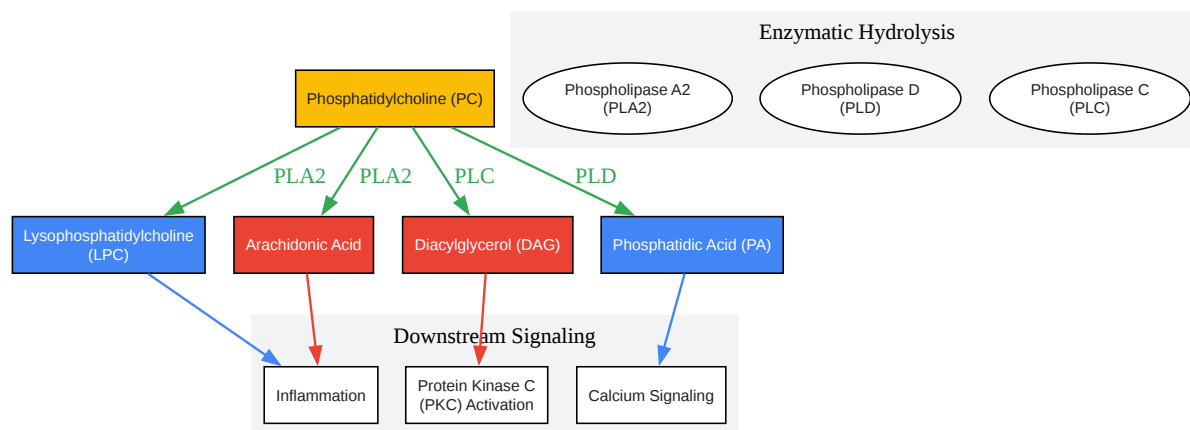 Enzymatic Hydrolysis
Phospholipase A2
(PLA2)
Phospholipase D
(PLD)
Phospholipase C
(PLC)
Phosphatidylcholine (PC)
PLA2
PLA2
PLC
PLD
Lysophosphatidylcholine
(LPC)
Arachidonic Acid
Diacylglycerol (DAG)
Phosphatidic Acid (PA)
Downstream Signaling
Inflammation
Protein Kinase C
(PKC) Activation
Calcium Signaling